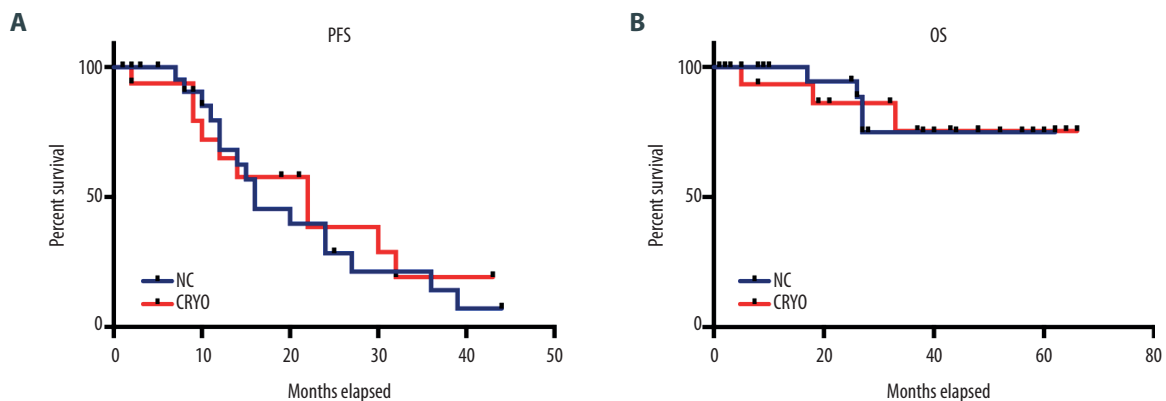 A
PFS
Percent survival
100
50
0
NC
CRYO
0 10 20 30 40 50
Months elapsed
B
OS
Percent survival
100
50
0
NC
CRYO
0 20 40 60 80
Months elapsed